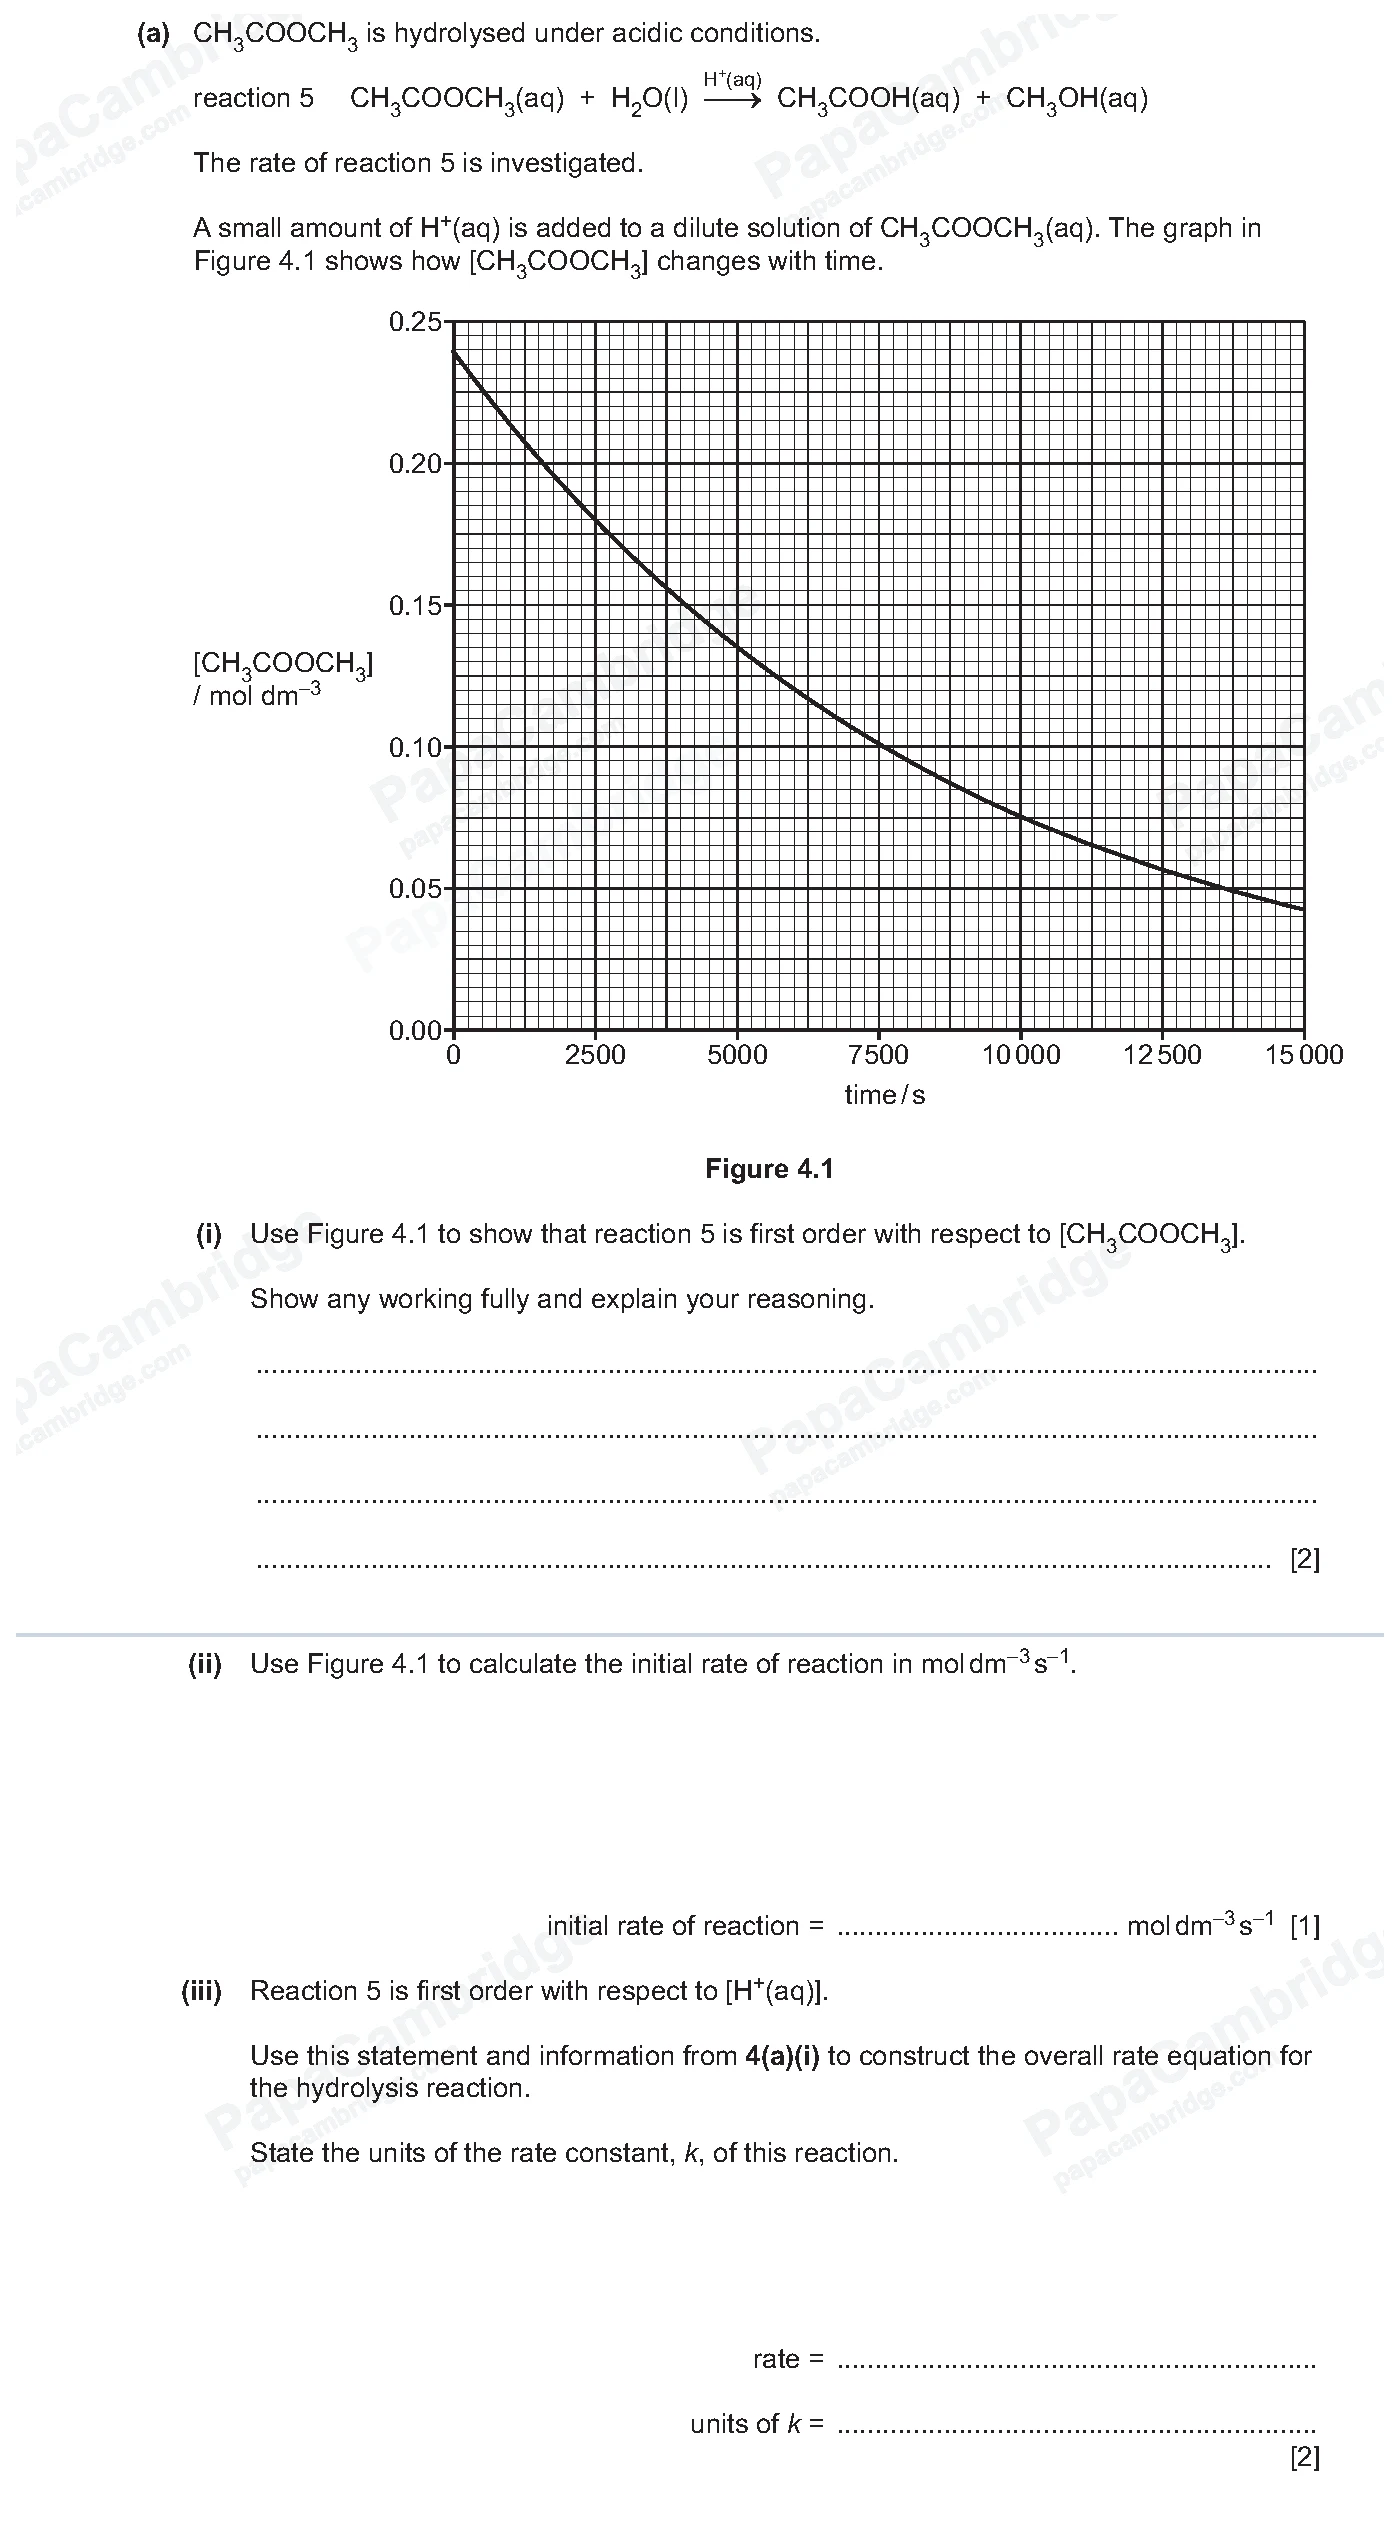 (a) CH₃COOCH₃ is hydrolysed under acidic conditions.
H⁺(aq)
reaction 5 CH₃COOCH₃(aq) + H₂O(l) ⟶ CH₃COOH(aq) + CH₃OH(aq)
The rate of reaction 5 is investigated.
A small amount of H⁺(aq) is added to a dilute solution of CH₃COOCH₃(aq). The graph in
Figure 4.1 shows how [CH₃COOCH₃] changes with time.
0.25
0.20
0.15
[CH₃COOCH₃]
/ mol dm⁻³
0.10
0.05
0.00
0 2500 5000 7500 10000 12500 15000
time/s
Figure 4.1
(i) Use Figure 4.1 to show that reaction 5 is first order with respect to [CH₃COOCH₃].
Show any working fully and explain your reasoning.
[2]
(ii) Use Figure 4.1 to calculate the initial rate of reaction in mol dm⁻³ s⁻¹.
initial rate of reaction = .................................... mol dm⁻³ s⁻¹ [1]
(iii) Reaction 5 is first order with respect to [H⁺(aq)].
Use this statement and information from 4(a)(i) to construct the overall rate equation for
the hydrolysis reaction.
State the units of the rate constant, k, of this reaction.
rate = ...............................................................
units of k = ...............................................................
[2]
PapaCambridge
papacambridge.com